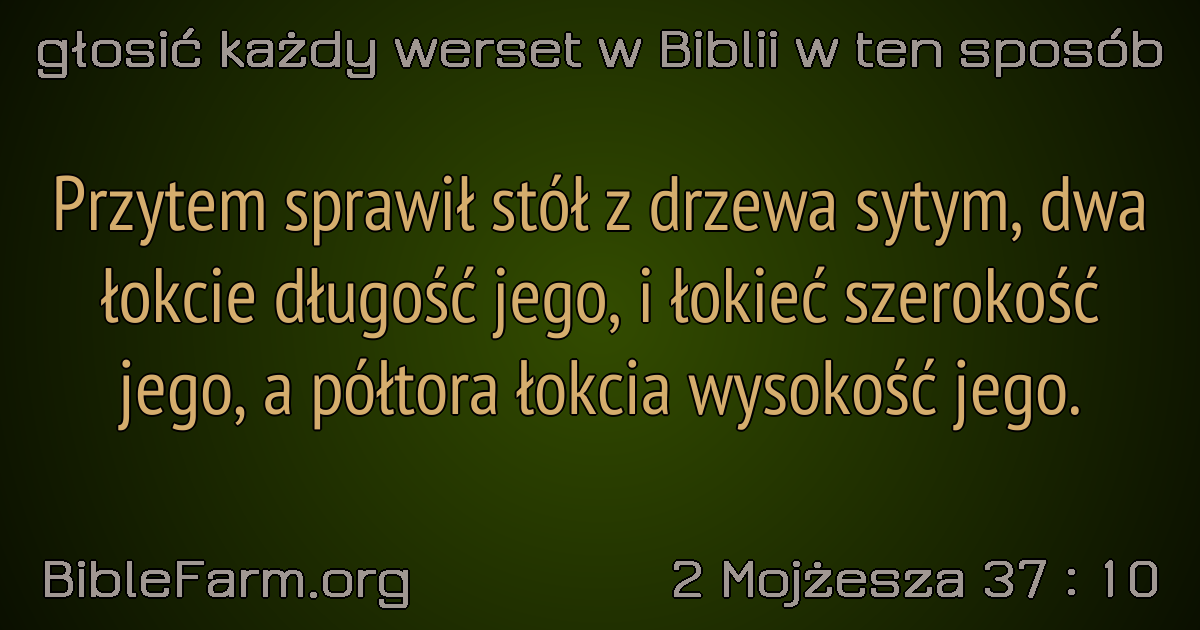 głosić każdy werset w Biblii w ten sposób
Przytem sprawił stół z drzewa sytym, dwa
łokcie długość jego, i łokieć szerokość
jego, a półtora łokcia wysokość jego.
BibleFarm.org
2 Mojżesza 37 : 10